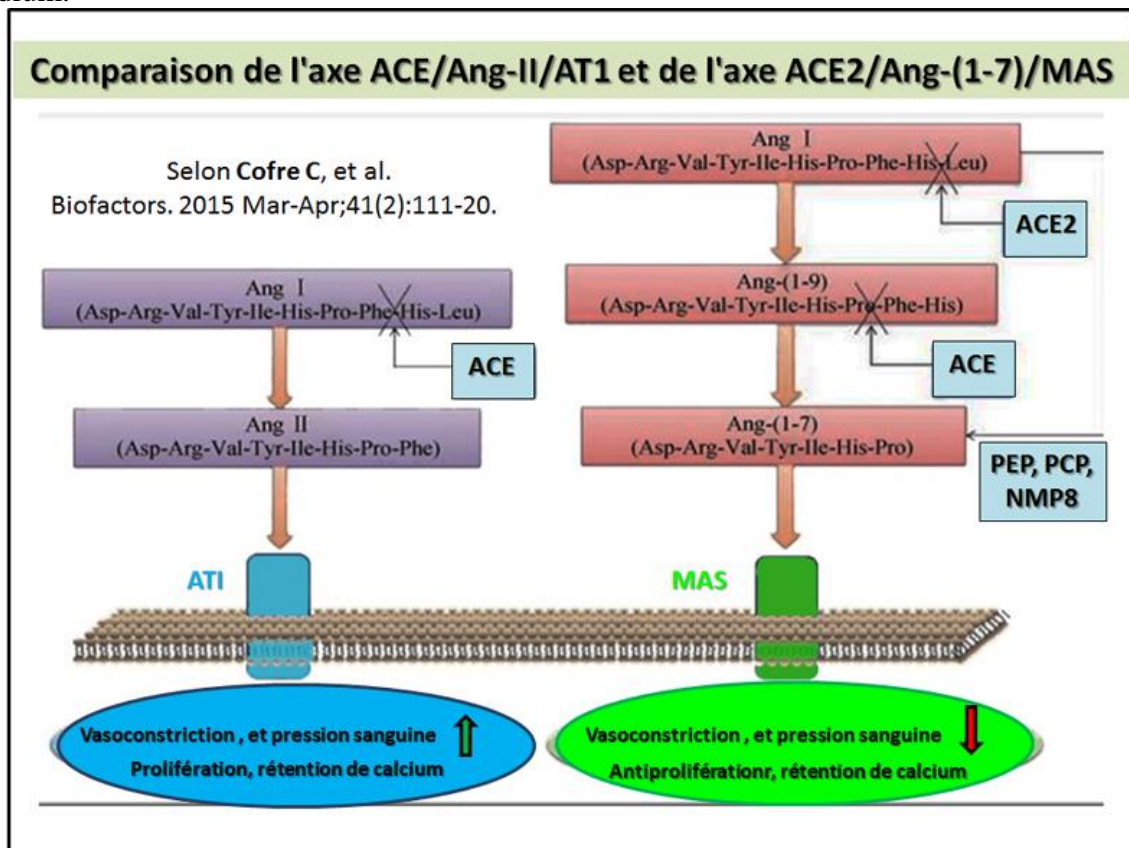 Comparaison de l'axe ACE/Ang-II/AT1 et de l'axe ACE2/Ang-(1-7)/MAS
Selon Cofre C, et al.
Biofactors. 2015 Mar-Apr;41(2):111-20.
Ang I
(Asp-Arg-Val-Tyr-Ile-His-Pro-Phe-His-Leu)
ACE
Ang II
(Asp-Arg-Val-Tyr-Ile-His-Pro-Phe)
ATI
Vasoconstriction , et pression sanguine
Prolifération, rétention de calcium
Ang I
(Asp-Arg-Val-Tyr-Ile-His-Pro-Phe-His-Leu)
ACE2
Ang-(1-9)
(Asp-Arg-Val-Tyr-Ile-His-Pro-Phe-His)
ACE
Ang-(1-7)
(Asp-Arg-Val-Tyr-Ile-His-Pro)
PEP, PCP,
NMP8
MAS
Vasoconstriction , et pression sanguine
Antiproliférationr, rétention de calcium